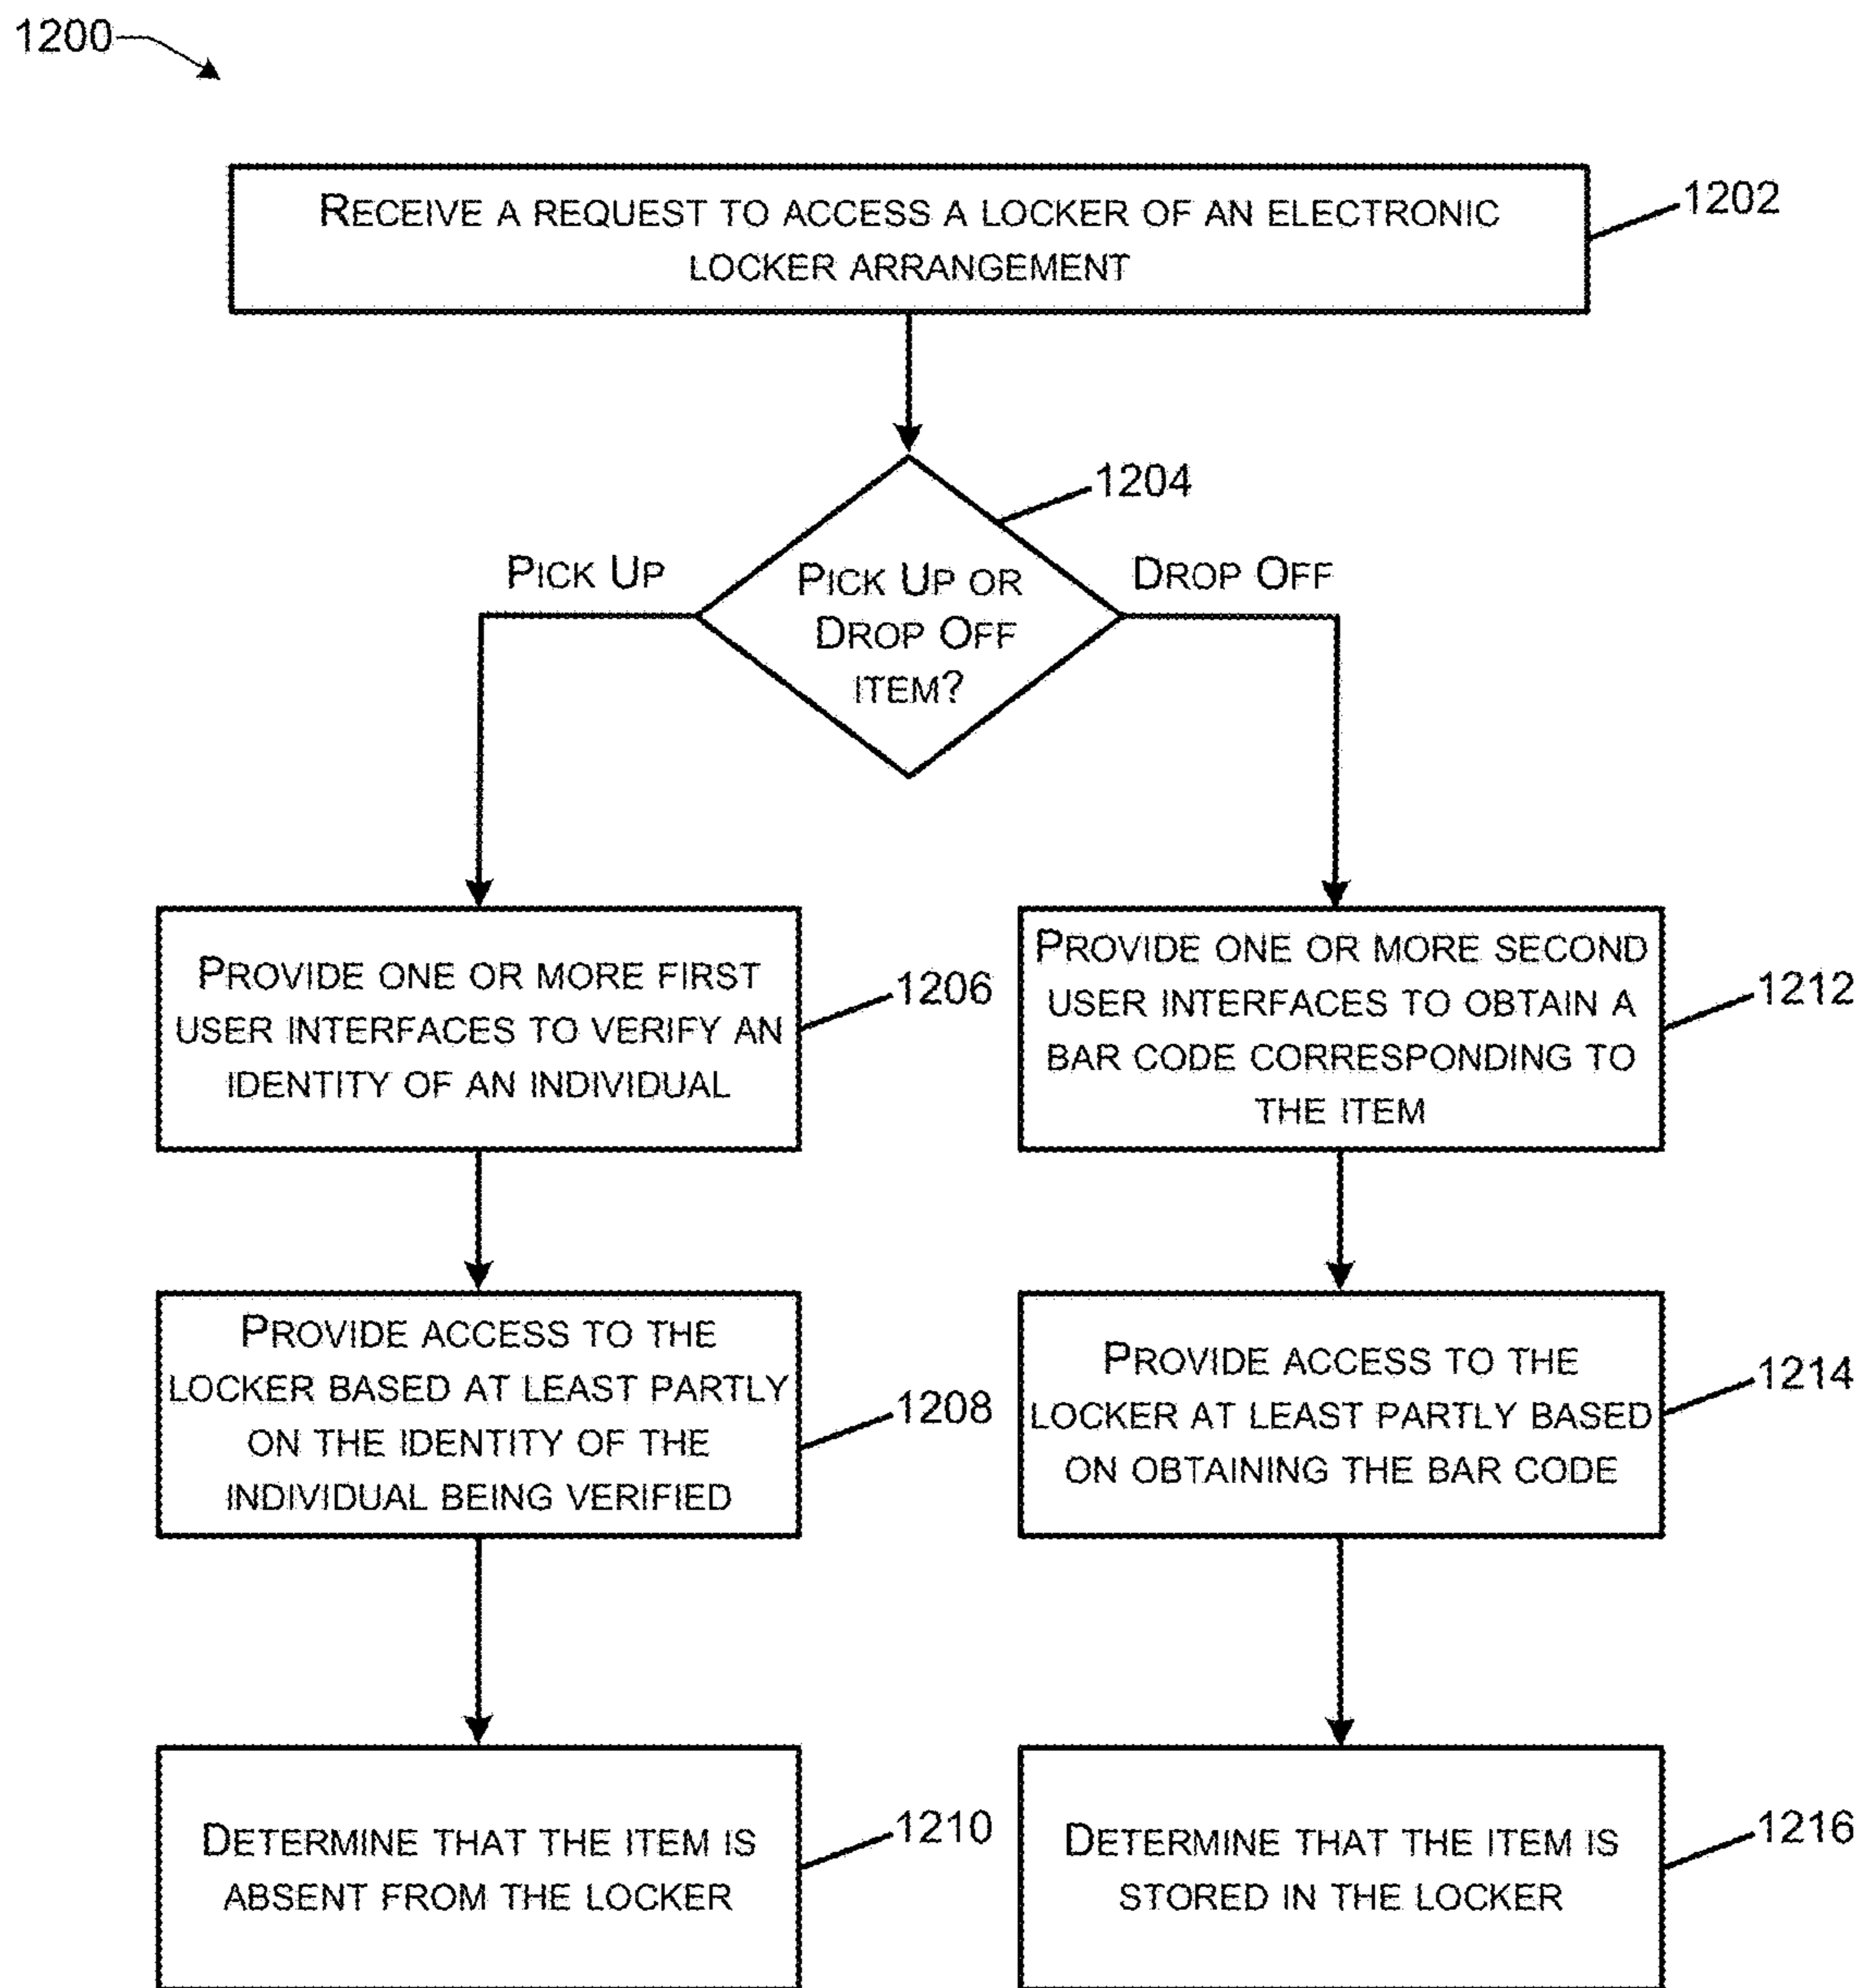 1200
RECEIVE A REQUEST TO ACCESS A LOCKER OF AN ELECTRONIC
LOCKER ARRANGEMENT
1202
1204
PICK UP
PICK UP OR
DROP OFF
ITEM?
DROP OFF
PROVIDE ONE OR MORE FIRST
USER INTERFACES TO VERIFY AN
IDENTITY OF AN INDIVIDUAL
1206
PROVIDE ONE OR MORE SECOND
USER INTERFACES TO OBTAIN A
BAR CODE CORRESPONDING TO
THE ITEM
1212
PROVIDE ACCESS TO THE
LOCKER BASED AT LEAST PARTLY
ON THE IDENTITY OF THE
INDIVIDUAL BEING VERIFIED
1208
PROVIDE ACCESS TO THE
LOCKER AT LEAST PARTLY BASED
ON OBTAINING THE BAR CODE
1214
DETERMINE THAT THE ITEM IS
ABSENT FROM THE LOCKER
1210
DETERMINE THAT THE ITEM IS
STORED IN THE LOCKER
1216